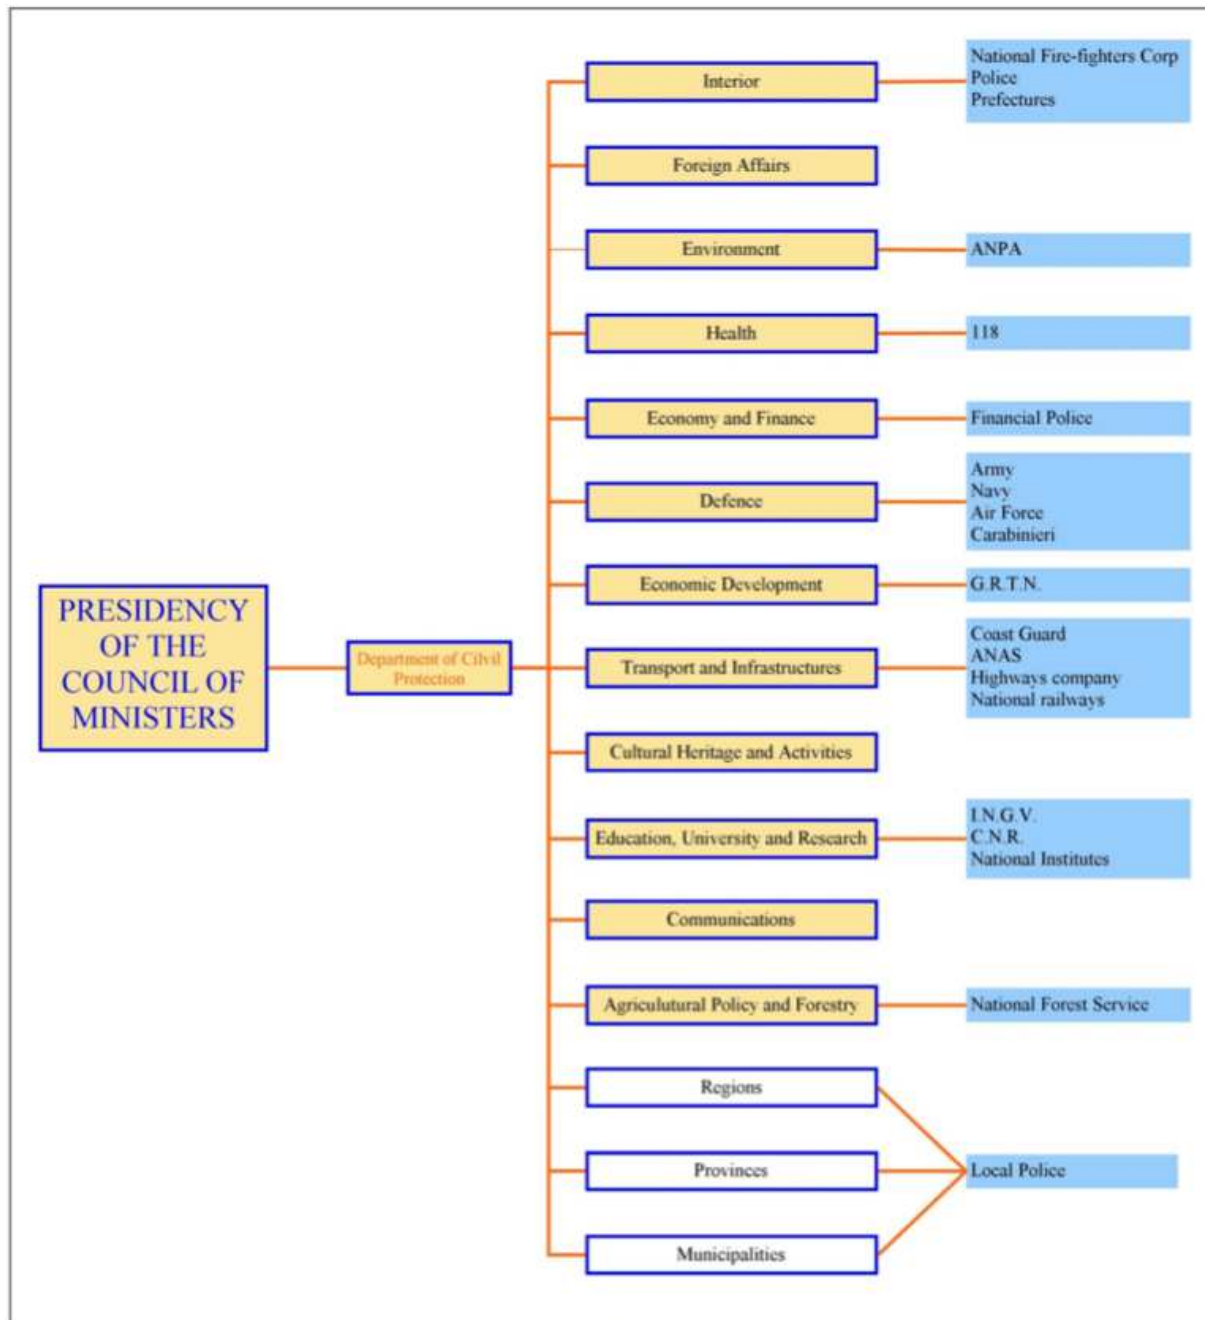 PRESIDENCY
OF THE
COUNCIL OF
MINISTERS
Department of Cilvil
Protection
Interior
National Fire-fighters Corp
Police
Prefectures
Foreign Affairs
Environment
ANPA
Health
118
Economy and Finance
Financial Police
Defence
Army
Navy
Air Force
Carabinieri
Economic Development
G.R.T.N.
Transport and Infrastructures
Coast Guard
ANAS
Highways company
National railways
Cultural Heritage and Activities
Education, University and Research
I.N.G.V.
C.N.R.
National Institutes
Communications
Agriculutural Policy and Forestry
National Forest Service
Regions
Provinces
Local Police
Municipalities